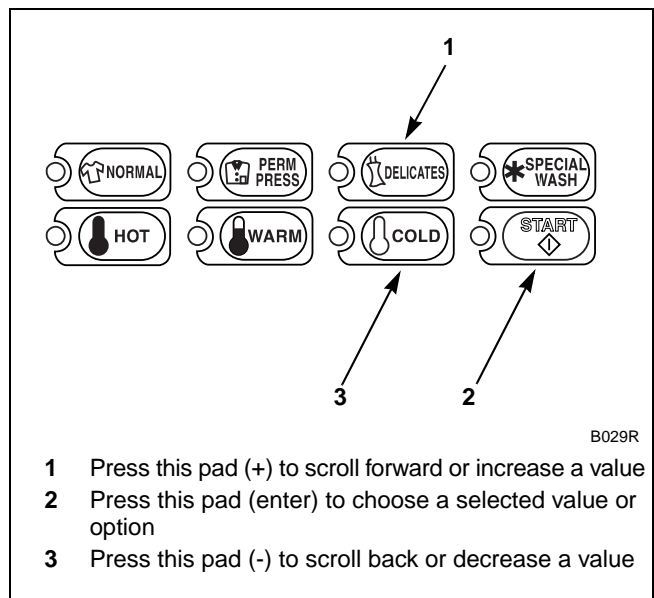 1
NORMAL
PERM
PRESS
DELICATES
SPECIAL
WASH
HOT
WARM
COLD
START
3
2
B029R
1 Press this pad (+) to scroll forward or increase a value
2 Press this pad (enter) to choose a selected value or
option
3 Press this pad (-) to scroll back or decrease a value